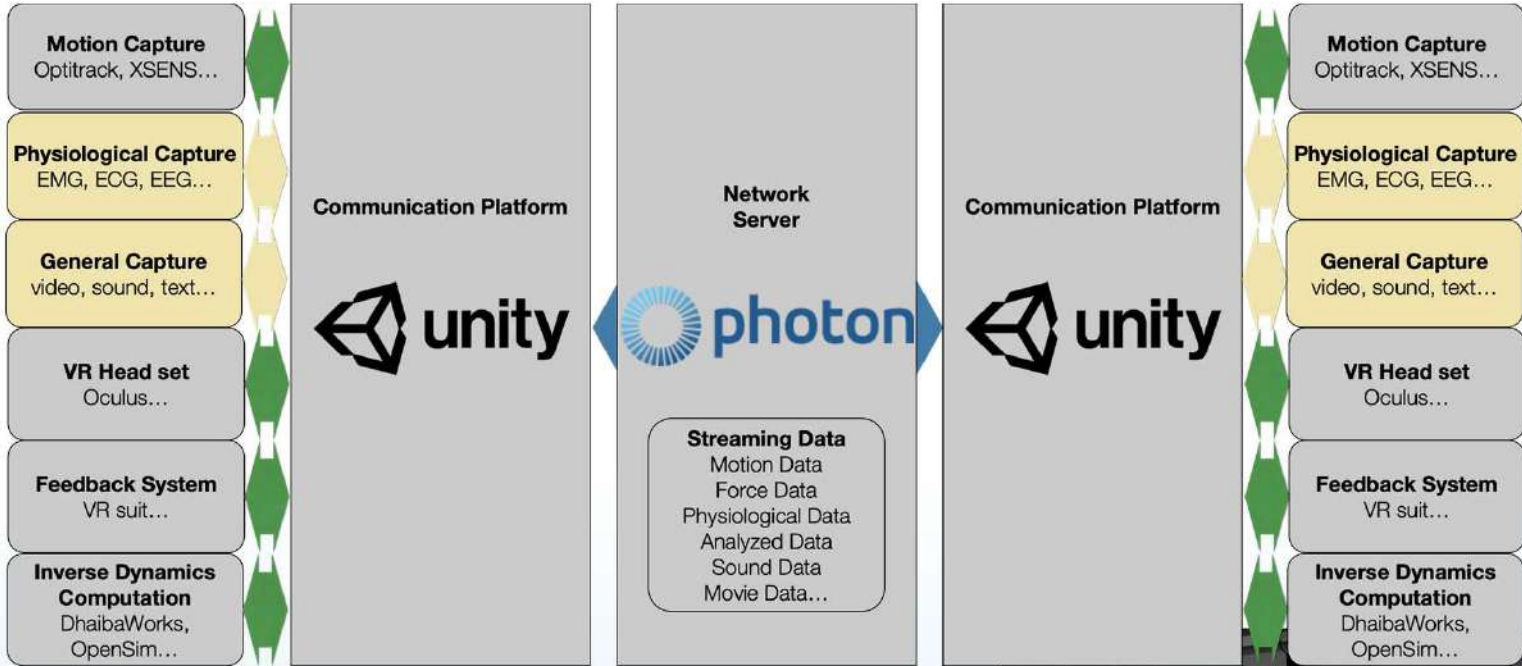 Motion Capture
Optitrack, XSENS...
Physiological Capture
EMG, ECG, EEG...
General Capture
video, sound, text...
VR Head set
Oculus...
Feedback System
VR suit...
Inverse Dynamics
Computation
DhaibaWorks,
OpenSim...
Communication Platform
unity
Network
Server
photon
Streaming Data
Motion Data
Force Data
Physiological Data
Analyzed Data
Sound Data
Movie Data...
Communication Platform
unity
Motion Capture
Optitrack, XSENS...
Physiological Capture
EMG, ECG, EEG...
General Capture
video, sound, text...
VR Head set
Oculus...
Feedback System
VR suit...
Inverse Dynamics
Computation
DhaibaWorks,
OpenSim...